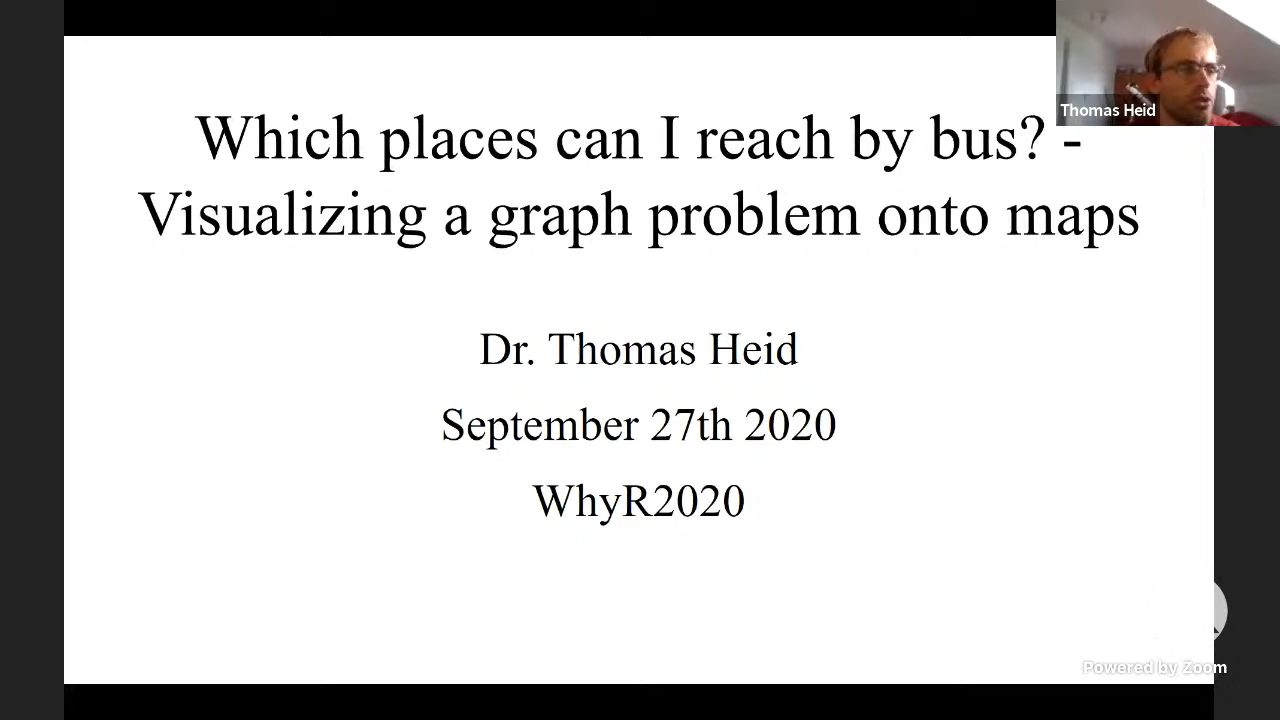 Which places can I reach by bus? -
Visualizing a graph problem onto maps
Dr. Thomas Heid
September 27th 2020
WhyR2020
Thomas Heid
Powered by Zoom